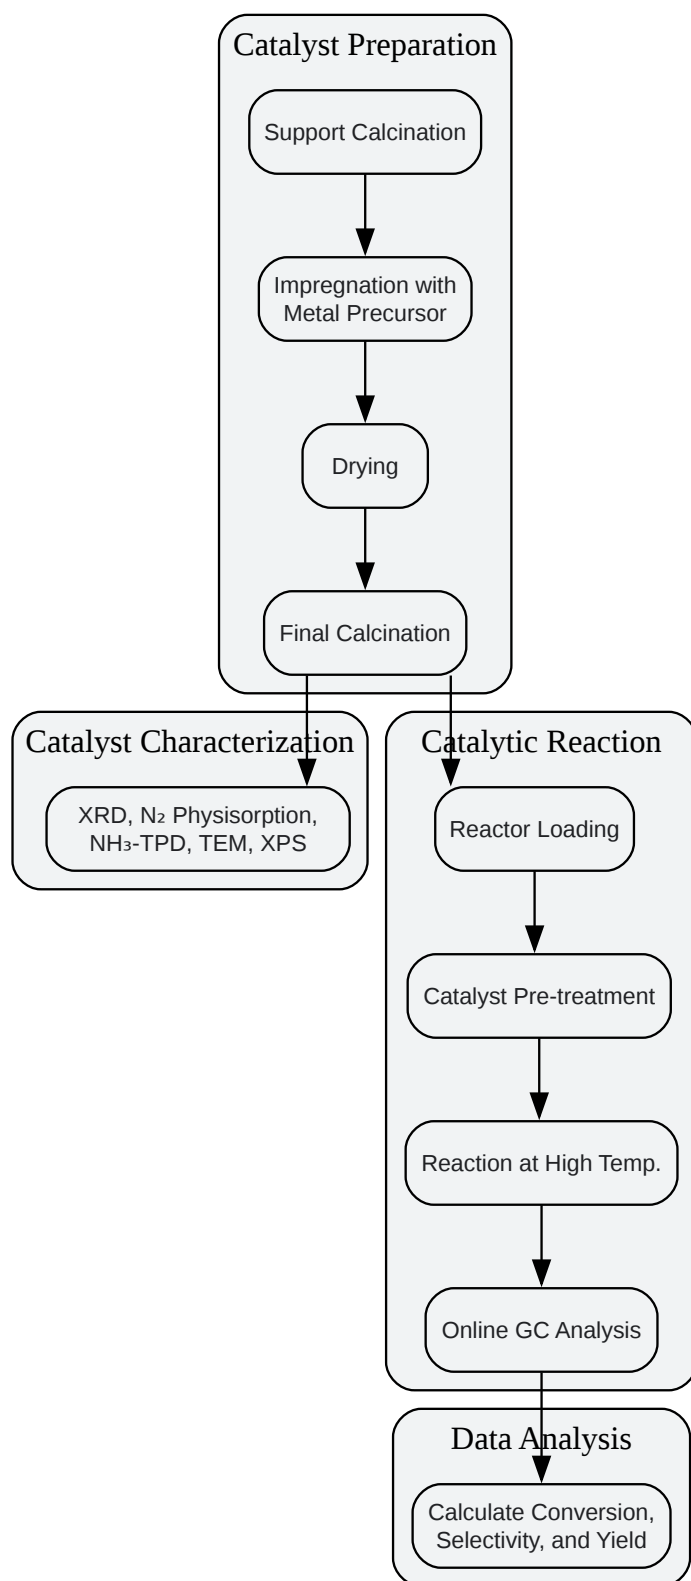 Catalyst Preparation
Support Calcination
Impregnation with
Metal Precursor
Drying
Final Calcination
Catalyst Characterization
XRD, N₂ Physisorption,
NH₃-TPD, TEM, XPS
Catalytic Reaction
Reactor Loading
Catalyst Pre-treatment
Reaction at High Temp.
Online GC Analysis
Data Analysis
Calculate Conversion,
Selectivity, and Yield